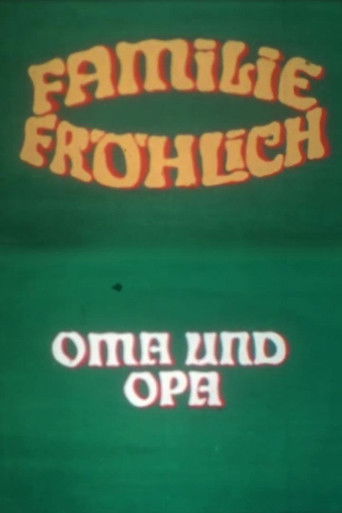 FAMILIE
FRÖHLICH
OMA UND
OPA